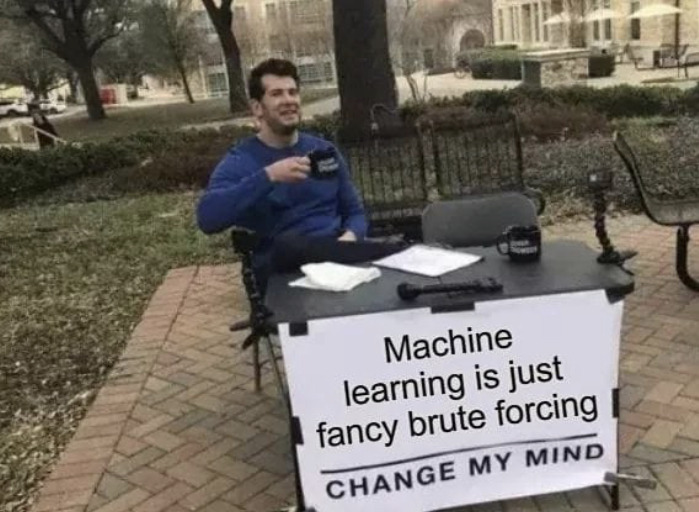 Machine
learning is just
fancy brute forcing
CHANGE MY MIND